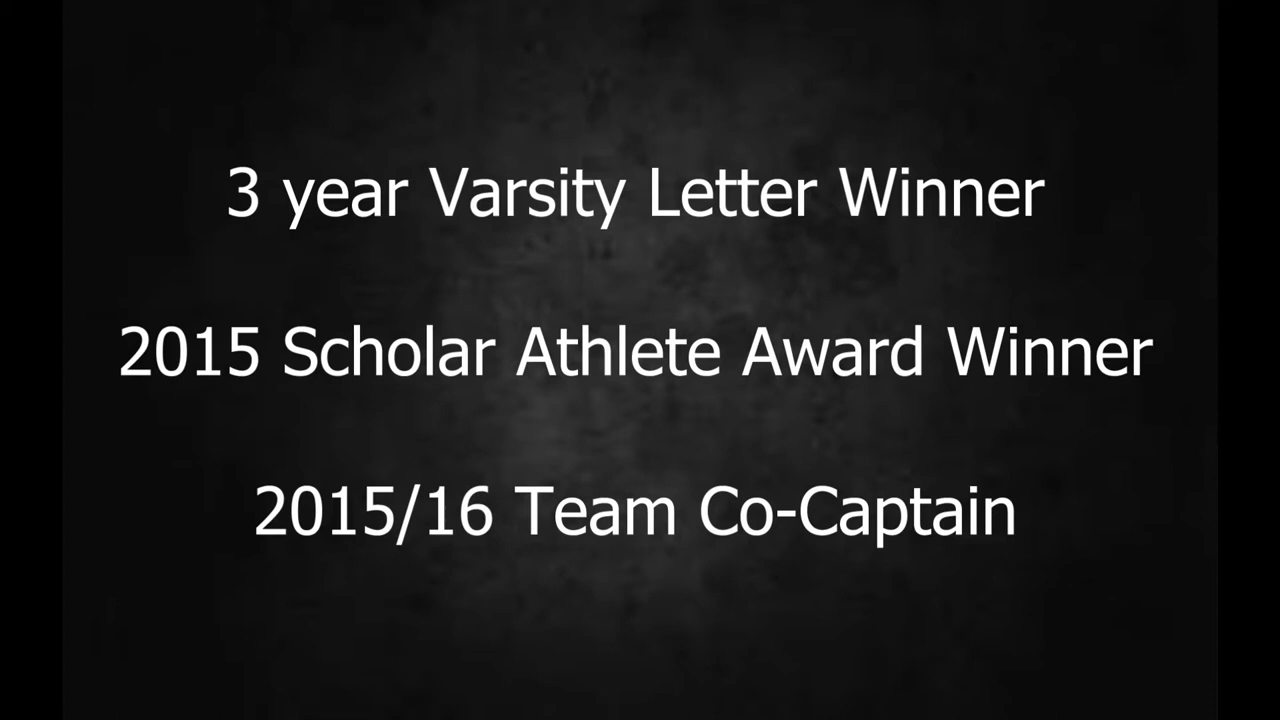 3 year Varsity Letter Winner
2015 Scholar Athlete Award Winner
2015/16 Team Co-Captain